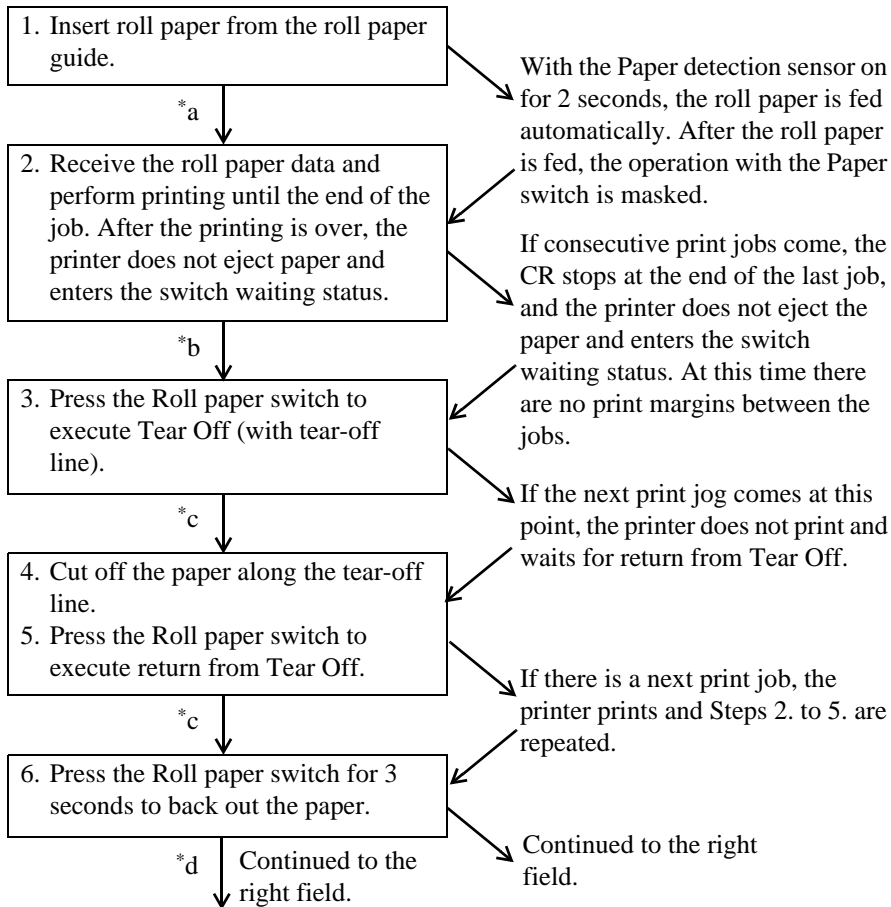 1. Insert roll paper from the roll paper
guide.
With the Paper detection sensor on
for 2 seconds, the roll paper is fed
automatically. After the roll paper
is fed, the operation with the Paper
switch is masked.
*a
2. Receive the roll paper data and
perform printing until the end of the
job. After the printing is over, the
printer does not eject paper and
enters the switch waiting status.
If consecutive print jobs come, the
CR stops at the end of the last job,
and the printer does not eject the
paper and enters the switch
waiting status. At this time there
are no print margins between the
jobs.
*b
3. Press the Roll paper switch to
execute Tear Off (with tear-off
line).
If the next print jog comes at this
point, the printer does not print and
waits for return from Tear Off.
*c
4. Cut off the paper along the tear-off
line.
5. Press the Roll paper switch to
execute return from Tear Off.
If there is a next print job, the
printer prints and Steps 2. to 5. are
repeated.
*c
6. Press the Roll paper switch for 3
seconds to back out the paper.
Continued to the right
field.
*d
Continued to the
right field.